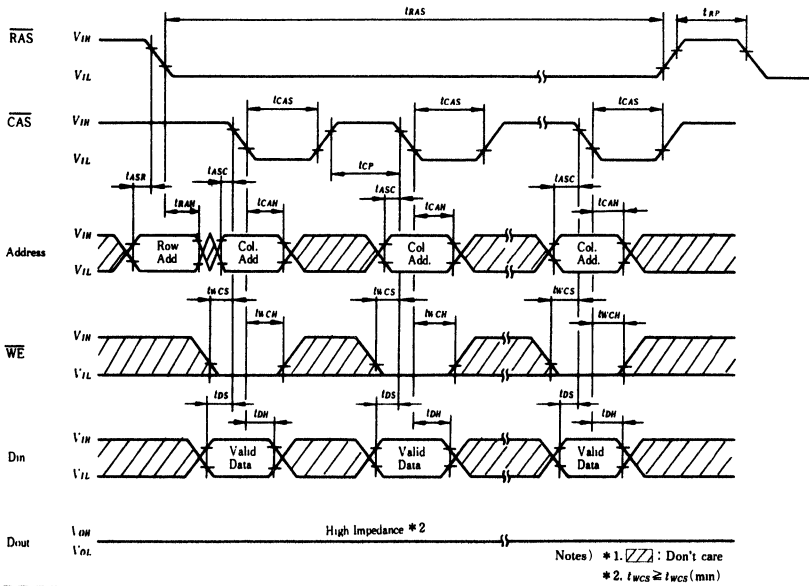 tRAS
tRP
RAS VIH
VIL
CAS VIH
VIL
tCAS tCAS tCAS
tCP
tASR tASC tASC tASC
tRAH tCAH tCAH tCAH
Address VIH
VIL
Row Add Col. Add Col Add. Col. Add.
tWCS tWCS tWCS
tWCH tWCH tWCH
WE VIH
VIL
tDS tDS tDS
tDH tDH tDH
Din VIH
VIL
Valid Data Valid Data Valid Data
Dout VOH
VOL
High Impedance *2
Notes) *1. : Don't care
*2. tWCS ≧ tWCS(min)